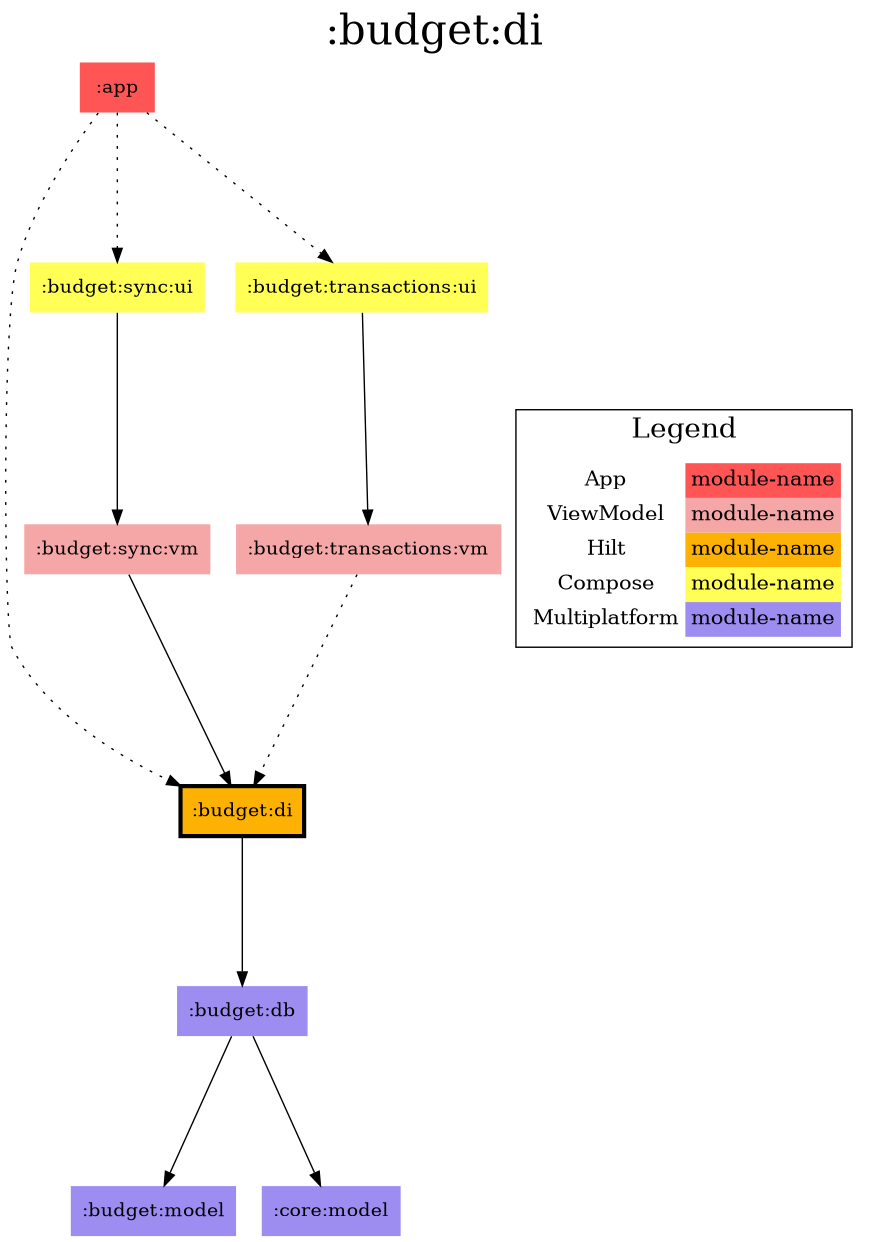 :budget:di
:app
:budget:sync:ui
:budget:transactions:ui
Legend
App module-name
ViewModel module-name
Hilt module-name
Compose module-name
Multiplatform module-name
:budget:sync:vm
:budget:transactions:vm
:budget:di
:budget:db
:budget:model
:core:model